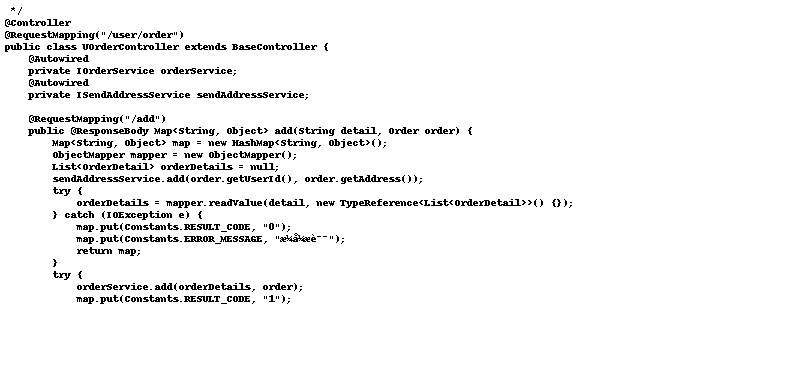 */
@Controller
@RequestMapping("/user/order")
public class UOrderController extends BaseController {
    @Autowired
    private IOrderService orderService;
    @Autowired
    private ISendAddressService sendAddressService;

    @RequestMapping("/add")
    public @ResponseBody Map<String, Object> add(String detail, Order order) {
        Map<String, Object> map = new HashMap<String, Object>();
        ObjectMapper mapper = new ObjectMapper();
        List<OrderDetail> orderDetails = null;
        sendAddressService.add(order.getUserId(), order.getAddress());
        try {
            orderDetails = mapper.readValue(detail, new TypeReference<List<OrderDetail>>() {});
        } catch (IOException e) {
            map.put(Constants.RESULT_CODE, "0");
            map.put(Constants.ERROR_MESSAGE, "");
            return map;
        }
        try {
            orderService.add(orderDetails, order);
            map.put(Constants.RESULT_CODE, "1");